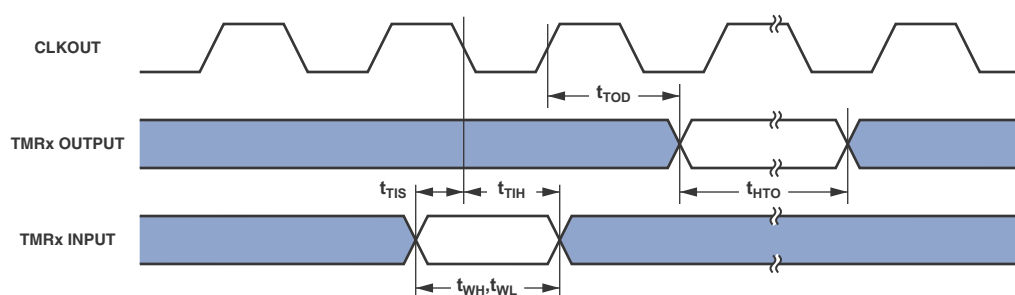 CLKOUT
tTOD
TMRx OUTPUT
tTIS
tTIH
tHTO
TMRx INPUT
tWH,tWL